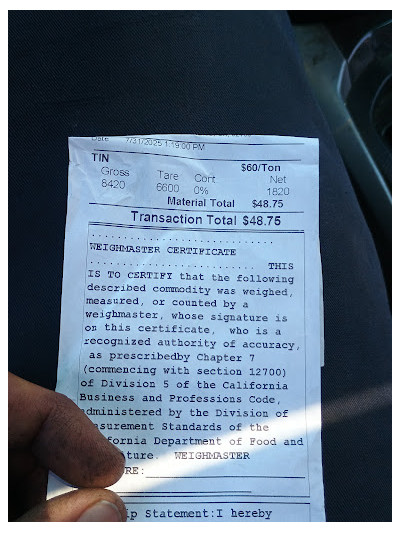 Date 7/31/2025 1:19:00 PM
TIN $60/Ton
Gross Tare Cont Net
8420 6600 0% 1820
Material Total $48.75
Transaction Total $48.75
WEIGHMASTER CERTIFICATE
THIS
IS TO CERTIFY that the following
described commodity was weighed,
measured, or counted by a
weighmaster, whose signature is
on this certificate, who is a
recognized authority of accuracy,
as prescribedby Chapter 7
(commencing with section 12700)
of Division 5 of the California
Business and Professions Code,
administered by the Division of
asurement Standards of the
fornia Department of Food and
ture. WEIGHMASTER
RE:
ip Statement:I hereby